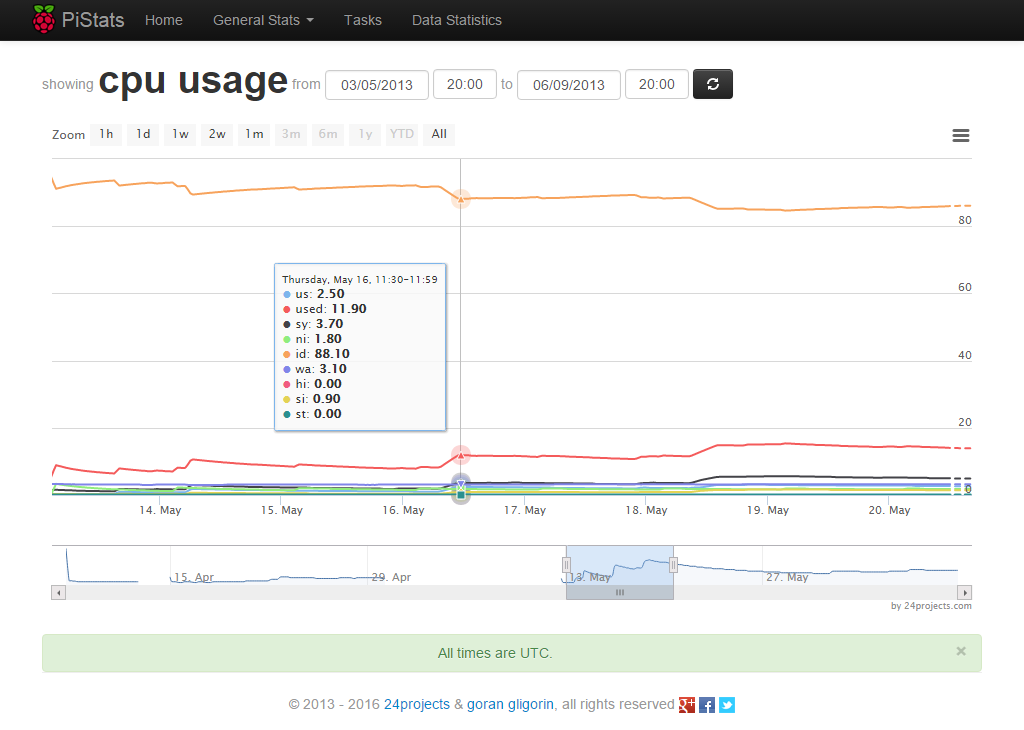 PiStats Home General Stats Tasks Data Statistics
showing cpu usage from 03/05/2013 20:00 to 06/09/2013 20:00
Zoom 1h 1d 1w 2w 1m 3m 6m 1y YTD All
80
60
40
20
0
Thursday, May 16, 11:30-11:59
us: 2.50
used: 11.90
sy: 3.70
ni: 1.80
id: 88.10
wa: 3.10
hi: 0.00
si: 0.90
st: 0.00
14. May 15. May 16. May 17. May 18. May 19. May 20. May
15. Apr 29. Apr 13. May 27. May
by 24projects.com
All times are UTC. ×
© 2013 - 2016 24projects & goran gligorin, all rights reserved g+ f